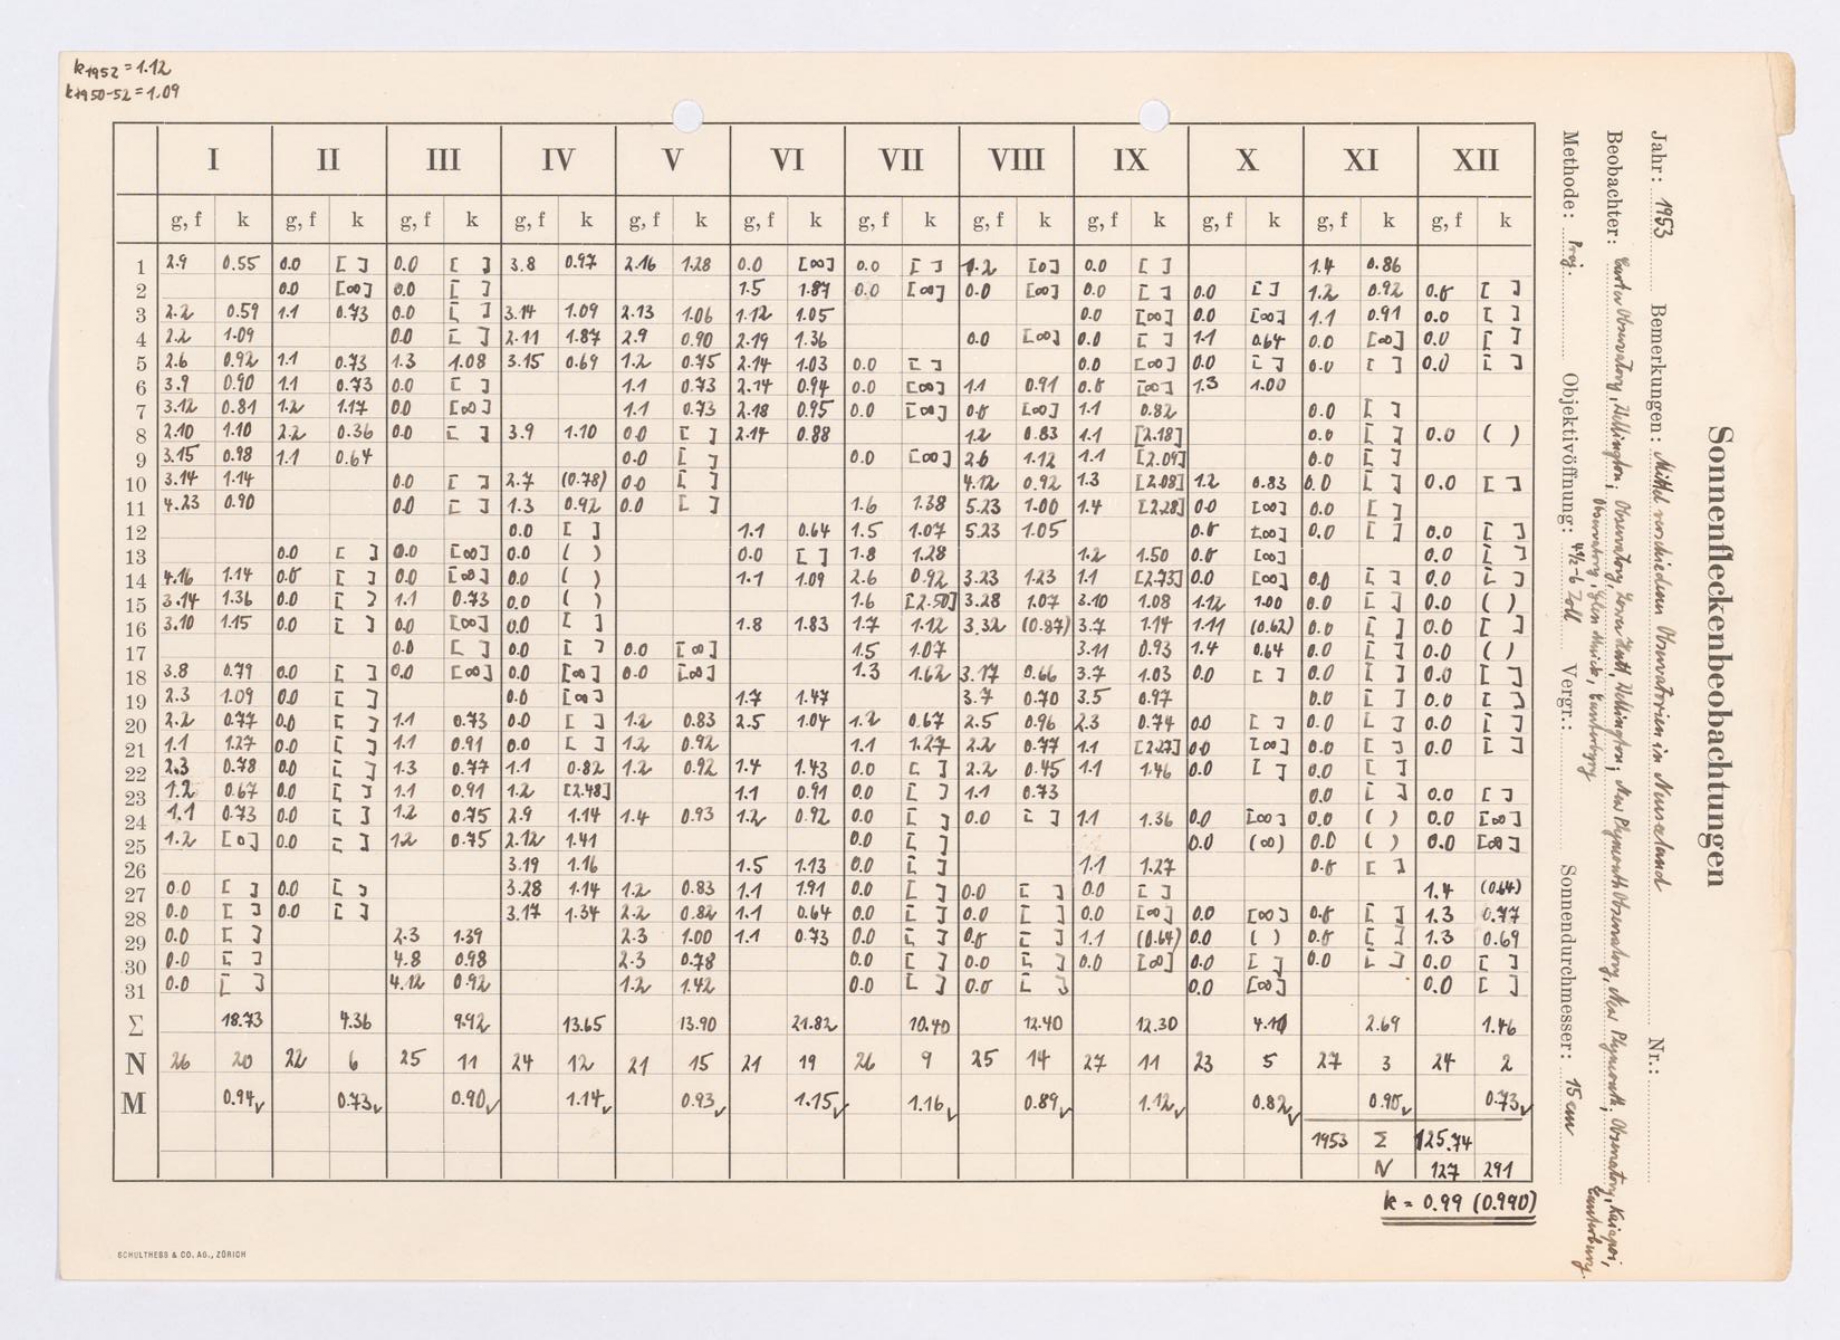 k1952 = 1.12
k1950-52 = 1.09
I II III IV V VI VII VIII IX X XI XII
g, f k g, f k g, f k g, f k g, f k g, f k g, f k g, f k g, f k g, f k g, f k g, f k
1 2.9 0.55 0.0 [ ] 0.0 [ ] 3.8 0.97 2.16 1.28 0.0 [∞] 0.0 [ ] 1.2 [0] 0.0 [ ] 1.4 0.86
2 0.0 [∞] 0.0 [ ] 1.5 1.87 0.0 [∞] 0.0 [∞] 0.0 [ ] 0.0 [ ] 1.2 0.92 0.0 [ ]
3 2.2 0.59 1.1 0.73 0.0 [ ] 3.14 1.09 2.13 1.06 1.12 1.05 0.0 [∞] 0.0 [∞] 1.1 0.91 0.0 [ ]
4 2.2 1.09 0.0 [ ] 2.11 1.87 2.9 0.90 2.19 1.36 0.0 [∞] 0.0 [ ] 1.1 0.64 0.0 [∞] 0.0 [ ]
5 2.6 0.92 1.1 0.73 1.3 1.08 3.15 0.69 1.2 0.75 2.14 1.03 0.0 [ ] 0.0 [∞] 0.0 [ ] 0.0 [ ] 0.0 [ ]
6 3.9 0.90 1.1 0.73 0.0 [ ] 1.1 0.73 2.14 0.94 0.0 [∞] 1.1 0.91 0.0 [∞] 1.3 1.00
7 3.12 0.81 1.2 1.17 0.0 [∞] 1.1 0.73 2.18 0.95 0.0 [∞] 0.0 [∞] 1.1 0.82 0.0 [ ]
8 2.10 1.10 2.2 0.36 0.0 [ ] 3.9 1.10 0.0 [ ] 2.14 0.88 1.2 0.83 1.1 [2.18] 0.0 [ ] 0.0 ( )
9 3.15 0.98 1.1 0.64 0.0 [ ] 0.0 [∞] 2.6 1.12 1.1 [2.09] 0.0 [ ]
10 3.14 1.14 0.0 [ ] 2.7 (0.78) 0.0 [ ] 4.12 0.92 1.3 [2.08] 1.2 0.83 0.0 [ ] 0.0 [ ]
11 4.23 0.90 0.0 [ ] 1.3 0.92 0.0 [ ] 1.6 1.38 5.23 1.00 1.4 [2.28] 0.0 [∞] 0.0 [ ]
12 0.0 [ ] 1.1 0.64 1.5 1.07 5.23 1.05 0.0 [∞] 0.0 [ ] 0.0 [ ]
13 0.0 [ ] 0.0 [∞] 0.0 ( ) 0.0 [ ] 1.8 1.28 1.2 1.50 0.0 [∞] 0.0 [ ]
14 4.16 1.14 0.0 [ ] 0.0 [∞] 0.0 ( ) 1.1 1.09 2.6 0.92 3.23 1.23 1.1 [2.73] 0.0 [∞] 0.0 [ ] 0.0 [ ]
15 3.14 1.36 0.0 [ ] 1.1 0.73 0.0 ( ) 1.6 [2.50] 3.28 1.07 3.10 1.08 1.12 1.00 0.0 [ ] 0.0 ( )
16 3.10 1.15 0.0 [ ] 0.0 [∞] 0.0 [ ] 1.8 1.83 1.7 1.12 3.32 (0.87) 3.7 1.14 1.11 (0.62) 0.0 [ ] 0.0 [ ]
17 0.0 [ ] 0.0 [ ] 0.0 [∞] 1.5 1.07 3.11 0.93 1.4 0.64 0.0 [ ] 0.0 ( )
18 3.8 0.79 0.0 [ ] 0.0 [∞] 0.0 [∞] 0.0 [∞] 1.3 1.62 3.17 0.66 3.7 1.03 0.0 [ ] 0.0 [ ] 0.0 [ ]
19 2.3 1.09 0.0 [ ] 0.0 [∞] 1.7 1.47 3.7 0.70 3.5 0.97 0.0 [ ] 0.0 [ ]
20 2.2 0.77 0.0 [ ] 1.1 0.73 0.0 [ ] 1.2 0.83 2.5 1.04 1.2 0.67 2.5 0.96 2.3 0.74 0.0 [ ] 0.0 [ ] 0.0 [ ]
21 1.1 1.27 0.0 [ ] 1.1 0.91 0.0 [ ] 1.2 0.92 1.1 1.27 2.2 0.77 1.1 [2.27] 0.0 [∞] 0.0 [ ] 0.0 [ ]
22 2.3 0.78 0.0 [ ] 1.3 0.77 1.1 0.82 1.2 0.92 1.4 1.43 0.0 [ ] 2.2 0.45 1.1 1.46 0.0 [ ] 0.0 [ ]
23 1.2 0.67 0.0 [ ] 1.1 0.91 1.2 [2.48] 1.1 0.91 0.0 [ ] 1.1 0.73 0.0 [ ] 0.0 [ ]
24 1.1 0.73 0.0 [ ] 1.2 0.75 2.9 1.14 1.4 0.93 1.2 0.92 0.0 [ ] 0.0 [ ] 1.1 1.36 0.0 [∞] 0.0 ( ) 0.0 [∞]
25 1.2 [0] 0.0 [ ] 1.2 0.75 2.12 1.41 0.0 [ ] 0.0 (∞) 0.0 ( ) 0.0 [∞]
26 3.19 1.16 1.5 1.13 0.0 [ ] 1.1 1.27 0.0 [ ]
27 0.0 [ ] 0.0 [ ] 3.28 1.14 1.2 0.83 1.1 1.91 0.0 [ ] 0.0 [ ] 0.0 [ ] 1.4 (0.64)
28 0.0 [ ] 0.0 [ ] 3.17 1.34 2.2 0.82 1.1 0.64 0.0 [ ] 0.0 [ ] 0.0 [∞] 0.0 [∞] 0.0 [ ] 1.3 0.77
29 0.0 [ ] 2.3 1.39 2.3 1.00 1.1 0.73 0.0 [ ] 0.0 [ ] 1.1 (0.64) 0.0 ( ) 0.0 [ ] 1.3 0.69
30 0.0 [ ] 4.8 0.98 2.3 0.78 0.0 [ ] 0.0 [ ] 0.0 [∞] 0.0 [ ] 0.0 [ ] 0.0 [ ]
31 0.0 [ ] 4.12 0.92 1.2 1.42 0.0 [ ] 0.0 [ ] 0.0 [∞] 0.0 [ ]
Σ 18.73 4.36 9.92 13.65 13.90 21.82 10.40 12.40 12.30 4.10 2.69 1.46
N 26 20 22 6 25 11 24 12 21 15 21 19 26 9 25 14 27 11 23 5 27 3 24 2
M 0.94✓ 0.73✓ 0.90✓ 1.14✓ 0.93✓ 1.15✓ 1.16✓ 0.89✓ 1.12✓ 0.82✓ 0.90✓ 0.73✓
1953 Σ 125.74
N 127 291
k = 0.99 (0.990)
SCHULTHESS & CO. AG., ZÜRICH
Sonnenfleckenbeobachtungen
Jahr: 1953 Bemerkungen: Mittel verschiedener Observatorien in Neuseeland Nr.:
Beobachter: Carter Observatory, Wellington; Observatory, Lower Hutt, Wellington; New Plymouth Observatory, New Plymouth; Observatory, Kaiapoi, Canterbury
Observatory, Glen Muick, Canterbury
Methode: Proj. Objektivöffnung: 4½-6 Zoll Vergr.: Sonnendurchmesser: 15 cm